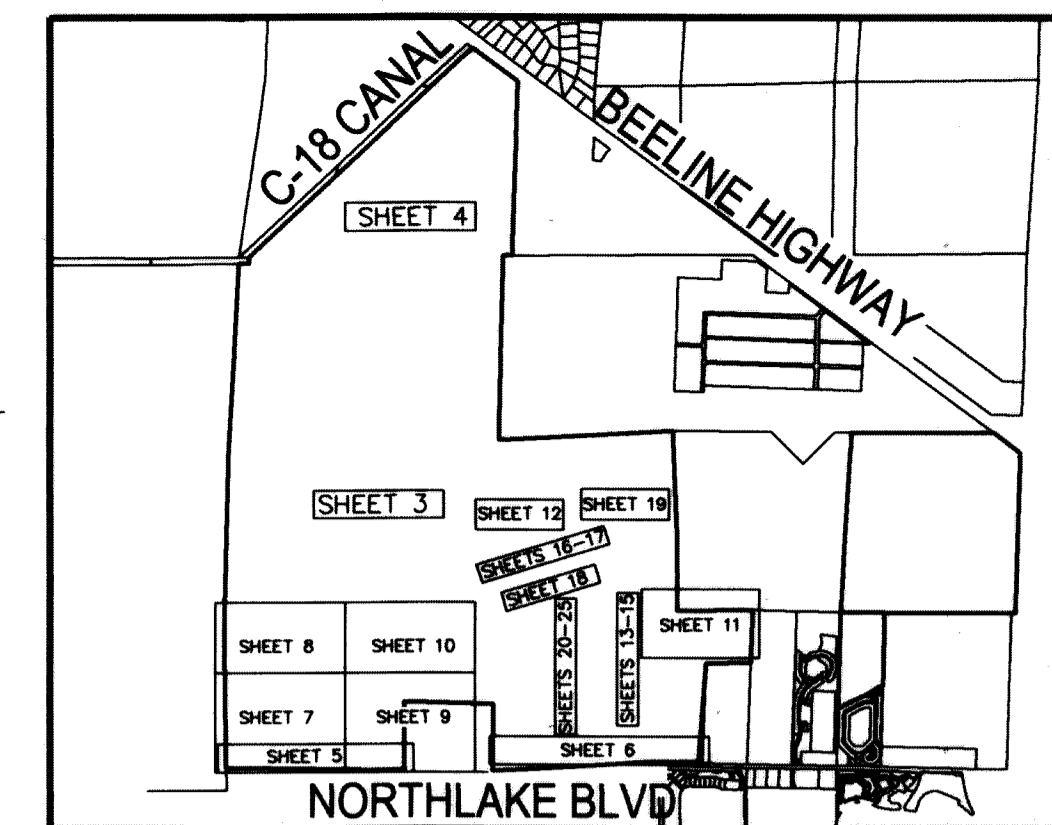 C-18 CANAL
BEELINE HIGHWAY
SHEET 4
SHEET 3
SHEET 12
SHEET 19
SHEETS 16-17
SHEET 18
SHEETS 20-25
SHEETS 13-15
SHEET 11
SHEET 8
SHEET 10
SHEET 7
SHEET 9
SHEET 5
SHEET 6
NORTHLAKE BLVD